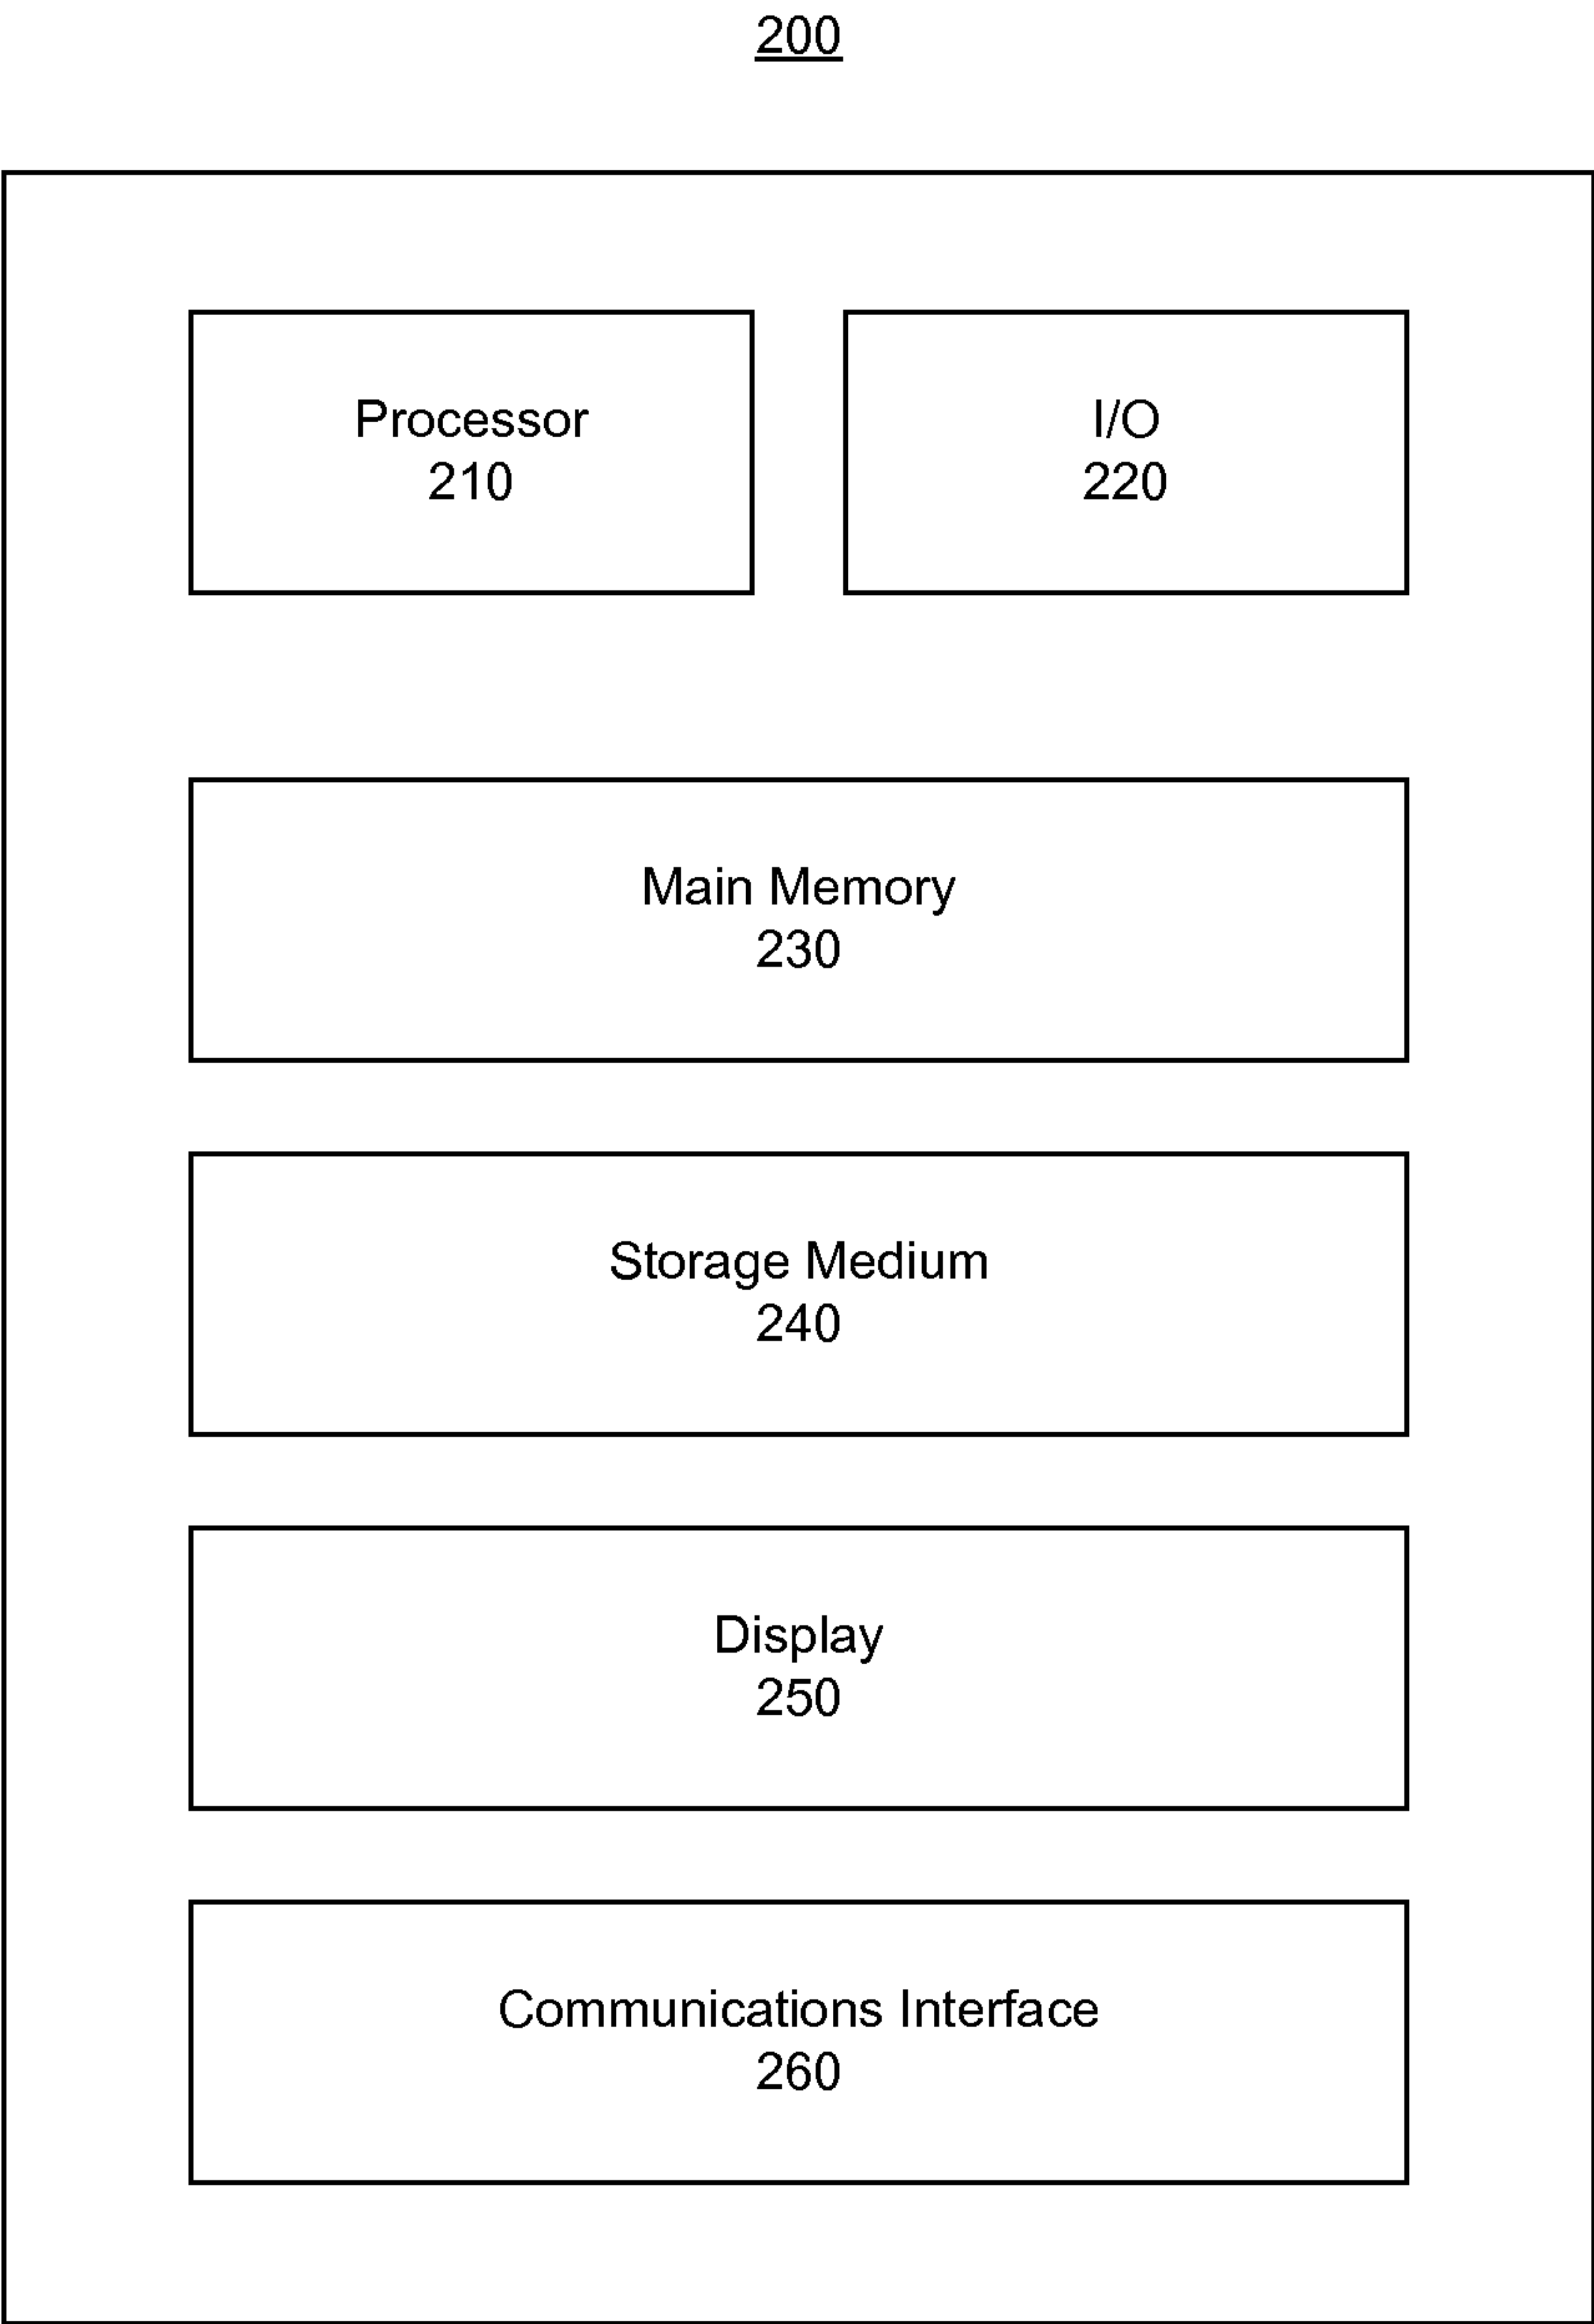 200
Processor
210
I/O
220
Main Memory
230
Storage Medium
240
Display
250
Communications Interface
260